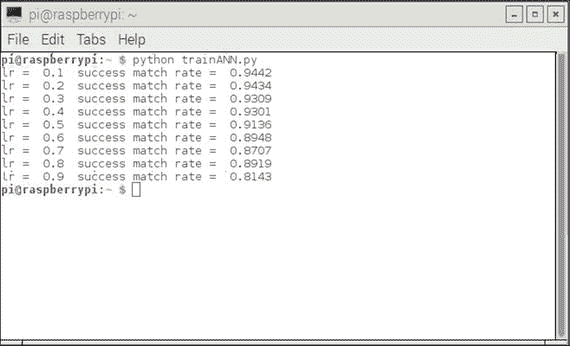 pi@raspberrypi: ~
File Edit Tabs Help
pi@raspberrypi:~ $ python trainANN.py
lr = 0.1 success match rate = 0.9442
lr = 0.2 success match rate = 0.9434
lr = 0.3 success match rate = 0.9309
lr = 0.4 success match rate = 0.9301
lr = 0.5 success match rate = 0.9136
lr = 0.6 success match rate = 0.8948
lr = 0.7 success match rate = 0.8707
lr = 0.8 success match rate = 0.8919
lr = 0.9 success match rate = 0.8143
pi@raspberrypi:~ $